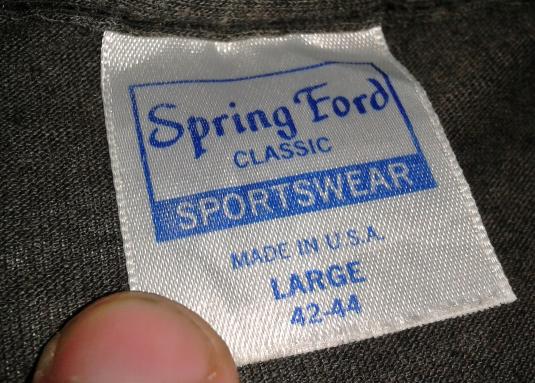 Spring Ford
CLASSIC
SPORTSWEAR
MADE IN U.S.A.
LARGE
42-44